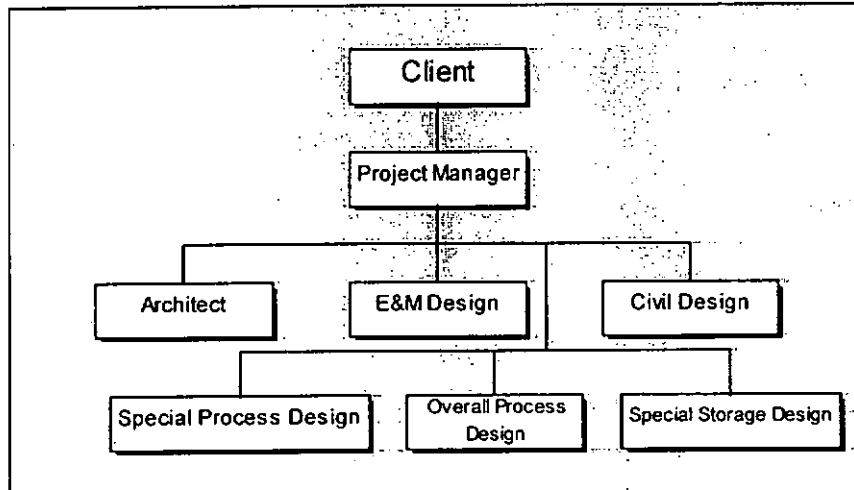 Client
Project Manager
Architect
E&M Design
Civil Design
Special Process Design
Overall Process
Design
Special Storage Design